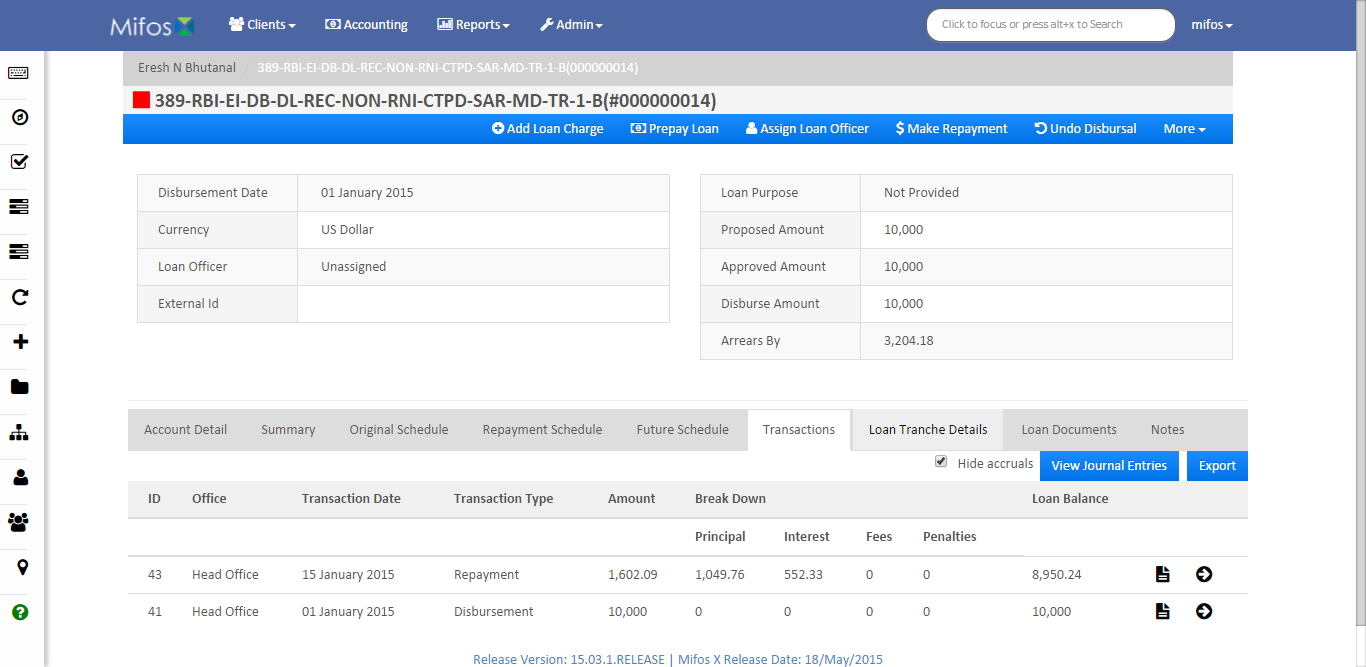 Mifos X Clients Accounting Reports Admin Click to focus or press alt+x to Search mifos
Eresh N Bhutanal / 389-RBI-EI-DB-DL-REC-NON-RNI-CTPD-SAR-MD-TR-1-B(000000014)
389-RBI-EI-DB-DL-REC-NON-RNI-CTPD-SAR-MD-TR-1-B(#000000014)
Add Loan Charge Prepay Loan Assign Loan Officer $ Make Repayment Undo Disbursal More
Disbursement Date 01 January 2015
Currency US Dollar
Loan Officer Unassigned
External Id
Loan Purpose Not Provided
Proposed Amount 10,000
Approved Amount 10,000
Disburse Amount 10,000
Arrears By 3,204.18
Account Detail Summary Original Schedule Repayment Schedule Future Schedule Transactions Loan Tranche Details Loan Documents Notes
Hide accruals View Journal Entries Export
ID Office Transaction Date Transaction Type Amount Break Down Loan Balance
Principal Interest Fees Penalties
43 Head Office 15 January 2015 Repayment 1,602.09 1,049.76 552.33 0 0 8,950.24
41 Head Office 01 January 2015 Disbursement 10,000 0 0 0 0 10,000
Release Version: 15.03.1.RELEASE | Mifos X Release Date: 18/May/2015